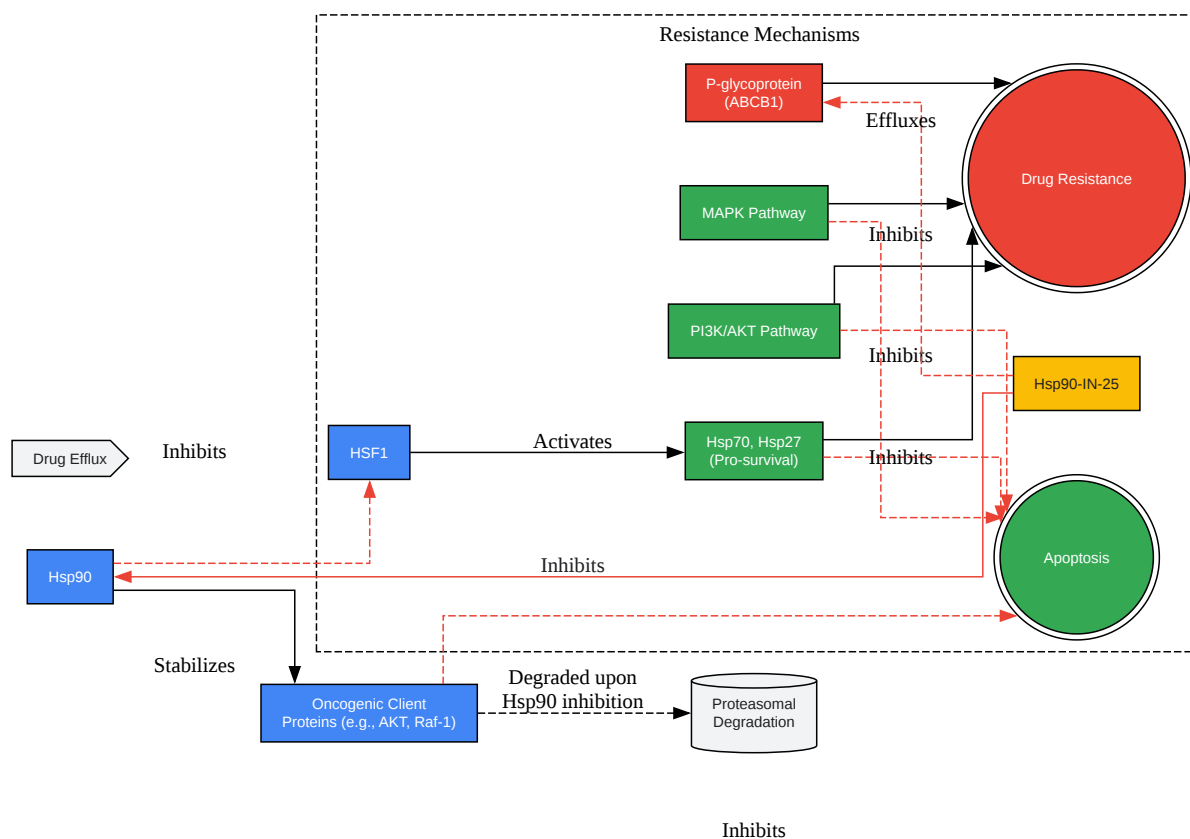 Resistance Mechanisms
P-glycoprotein
(ABCB1)
Effluxes
Drug Resistance
MAPK Pathway
Inhibits
PI3K/AKT Pathway
Inhibits
Hsp90-IN-25
Drug Efflux
Inhibits
HSF1
Activates
Hsp70, Hsp27
(Pro-survival)
Inhibits
Hsp90
Inhibits
Apoptosis
Stabilizes
Oncogenic Client
Proteins (e.g., AKT, Raf-1)
Degraded upon
Hsp90 inhibition
Proteasomal
Degradation
Inhibits